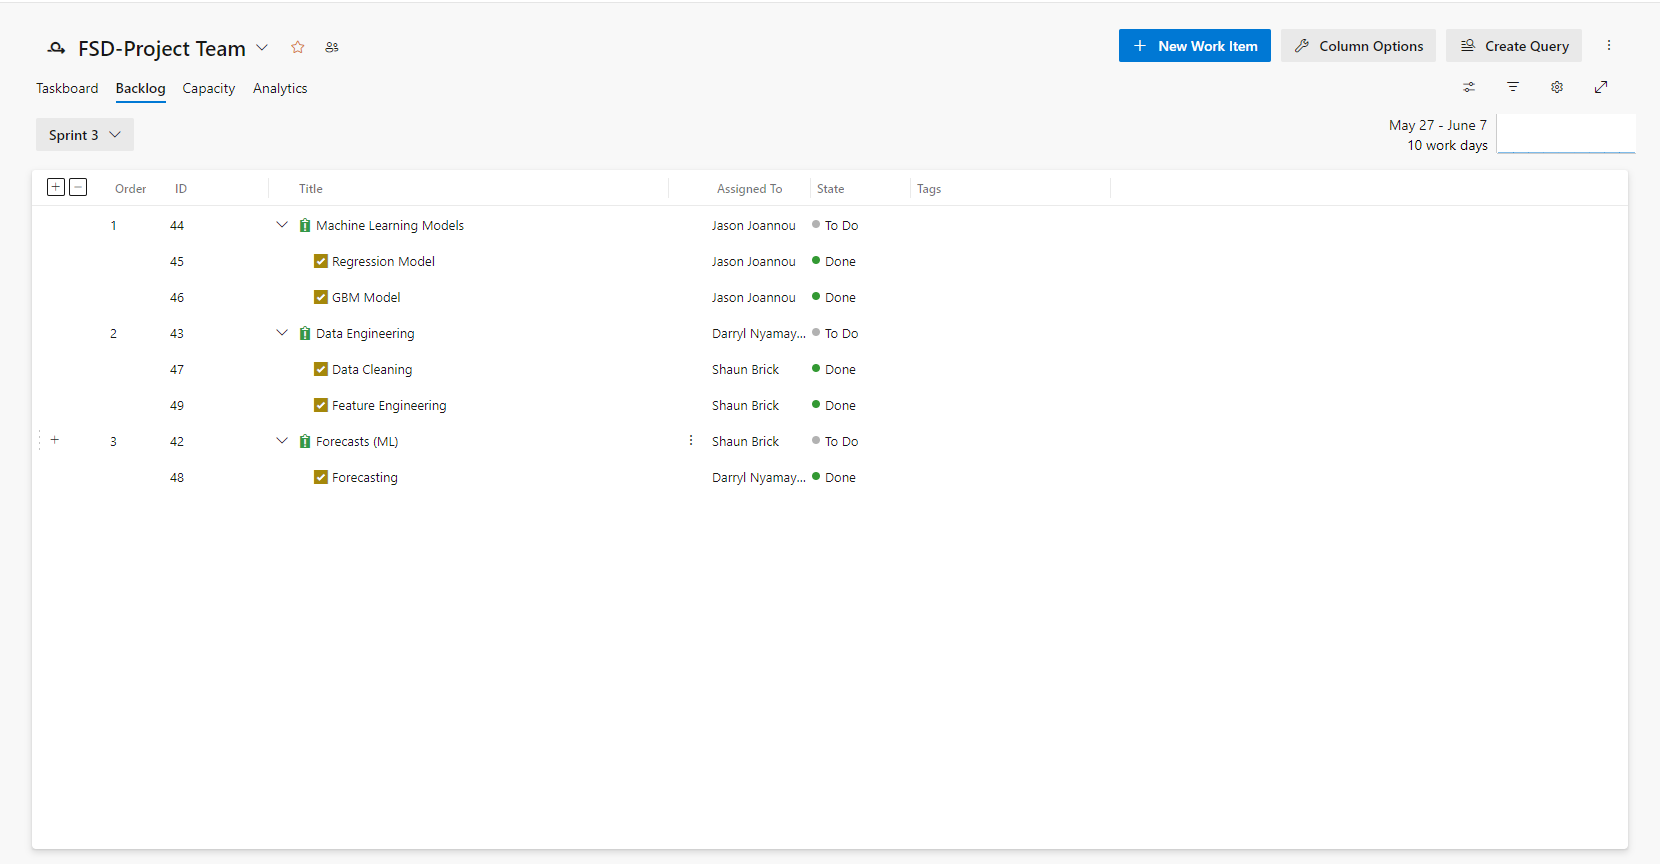 FSD-Project Team
New Work Item
Column Options
Create Query
Taskboard Backlog Capacity Analytics
Sprint 3
May 27 - June 7
10 work days
Order ID Title Assigned To State Tags
1 44 Machine Learning Models Jason Joannou To Do
45 Regression Model Jason Joannou Done
46 GBM Model Jason Joannou Done
2 43 Data Engineering Darryl Nyamay... To Do
47 Data Cleaning Shaun Brick Done
49 Feature Engineering Shaun Brick Done
3 42 Forecasts (ML) Shaun Brick To Do
48 Forecasting Darryl Nyamay... Done